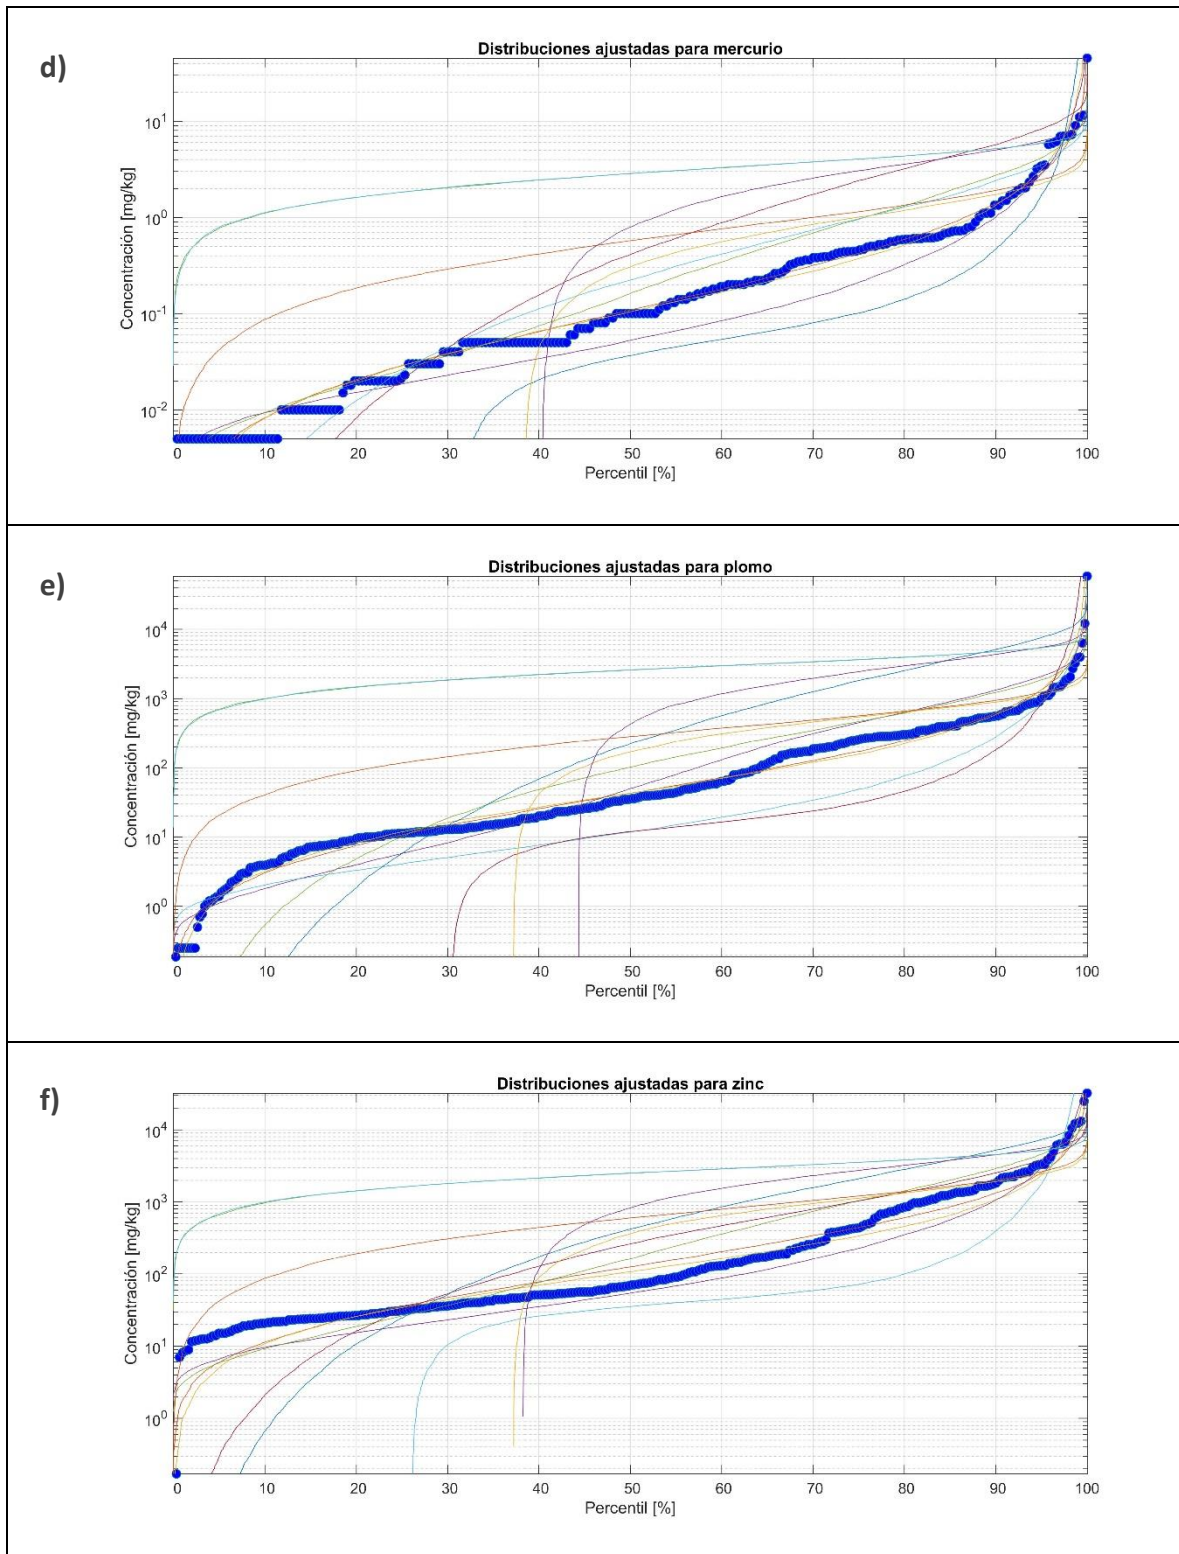 d)
Distribuciones ajustadas para mercurio
Concentración [mg/kg]
10^1
10^0
10^-1
10^-2
0 10 20 30 40 50 60 70 80 90 100
Percentil [%]
e)
Distribuciones ajustadas para plomo
Concentración [mg/kg]
10^4
10^3
10^2
10^1
10^0
0 10 20 30 40 50 60 70 80 90 100
Percentil [%]
f)
Distribuciones ajustadas para zinc
Concentración [mg/kg]
10^4
10^3
10^2
10^1
10^0
0 10 20 30 40 50 60 70 80 90 100
Percentil [%]